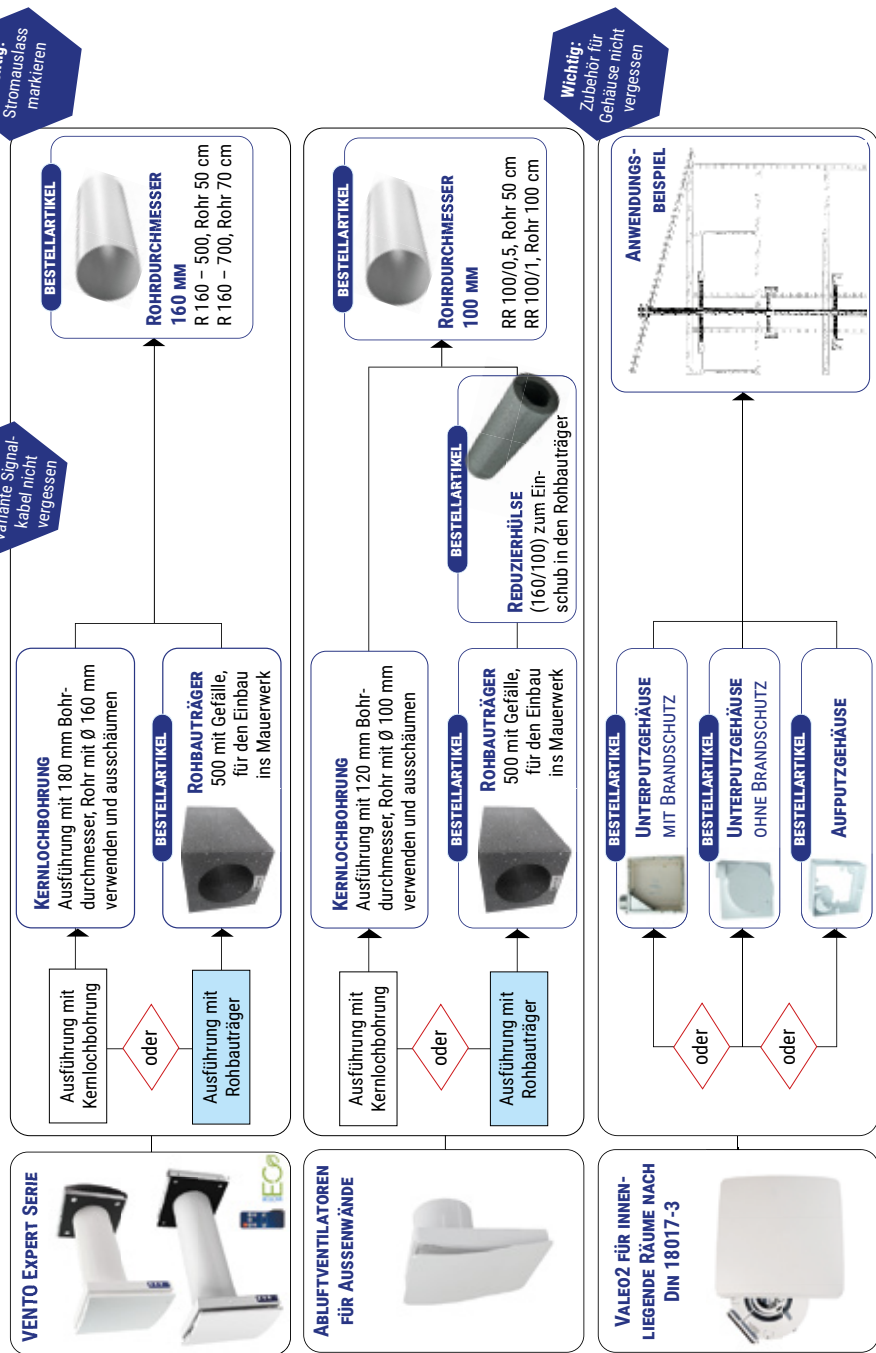 VENTO EXPERT SERIE
ECO
Ausführung mit
Kernlochbohrung
oder
Ausführung mit
Rohbauträger
KERNLOCHBOHRUNG
Ausführung mit 180 mm Bohr-
durchmesser, Rohr mit Ø 160 mm
verwenden und ausschäumen
BESTELLARTIKEL
ROHBAUTRÄGER
500 mit Gefälle,
für den Einbau
ins Mauerwerk
Variante Signal-
kabel nicht
vergessen
BESTELLARTIKEL
ROHRDURCHMESSER
160 MM
R 160 – 500, Rohr 50 cm
R 160 – 700, Rohr 70 cm
Stromauslass
markieren
ABLUFTVENTILATOREN
FÜR AUSSENWÄNDE
Ausführung mit
Kernlochbohrung
oder
Ausführung mit
Rohbauträger
KERNLOCHBOHRUNG
Ausführung mit 120 mm Bohr-
durchmesser, Rohr mit Ø 100 mm
verwenden und ausschäumen
BESTELLARTIKEL
ROHBAUTRÄGER
500 mit Gefälle,
für den Einbau
ins Mauerwerk
BESTELLARTIKEL
REDUZIERHÜLSE
(160/100) zum Ein-
schub in den Rohbauträger
BESTELLARTIKEL
ROHRDURCHMESSER
100 MM
RR 100/0,5, Rohr 50 cm
RR 100/1, Rohr 100 cm
VALEO2 FÜR INNEN-
LIEGENDE RÄUME NACH
DIN 18017-3
oder
oder
BESTELLARTIKEL
UNTERPUTZGEHÄUSE
MIT BRANDSCHUTZ
BESTELLARTIKEL
UNTERPUTZGEHÄUSE
OHNE BRANDSCHUTZ
BESTELLARTIKEL
AUFPUTZGEHÄUSE
ANWENDUNGS-
BEISPIEL
Wichtig:
Zubehör für
Gehäuse nicht
vergessen